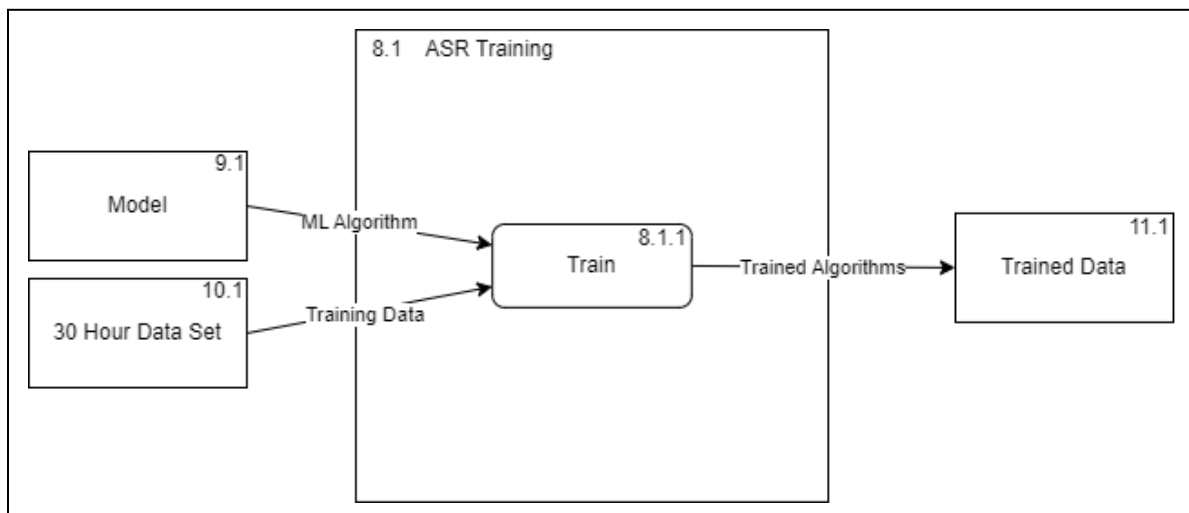 8.1 ASR Training
9.1
Model
ML Algorithm
10.1
30 Hour Data Set
Training Data
8.1.1
Train
Trained Algorithms
11.1
Trained Data